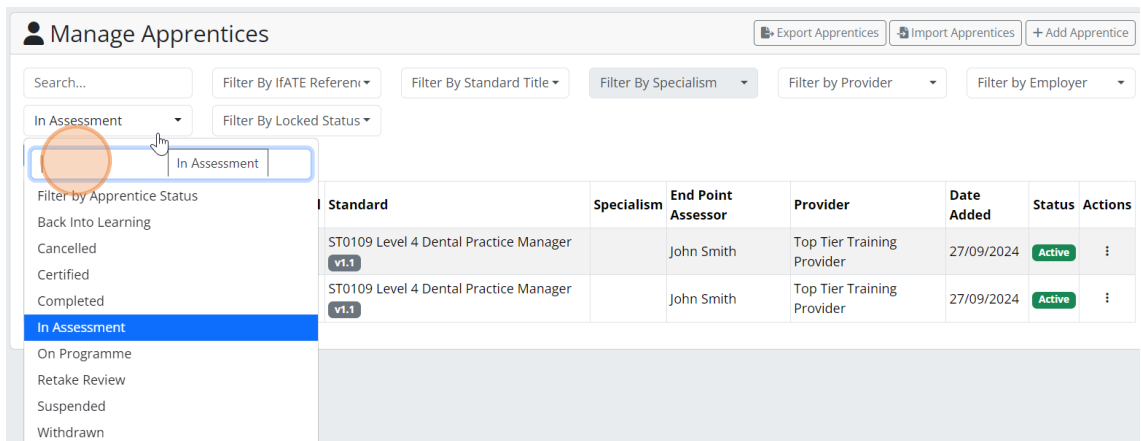 Manage Apprentices
Export Apprentices
Import Apprentices
+ Add Apprentice
Search...
Filter By IfATE Referenc
Filter By Standard Title
Filter By Specialism
Filter by Provider
Filter by Employer
In Assessment
Filter By Locked Status
In Assessment
Filter by Apprentice Status
Back Into Learning
Cancelled
Certified
Completed
In Assessment
On Programme
Retake Review
Suspended
Withdrawn
Standard
Specialism
End Point
Assessor
Provider
Date
Added
Status
Actions
ST0109 Level 4 Dental Practice Manager
v1.1
John Smith
Top Tier Training
Provider
27/09/2024
Active
ST0109 Level 4 Dental Practice Manager
v1.1
John Smith
Top Tier Training
Provider
27/09/2024
Active